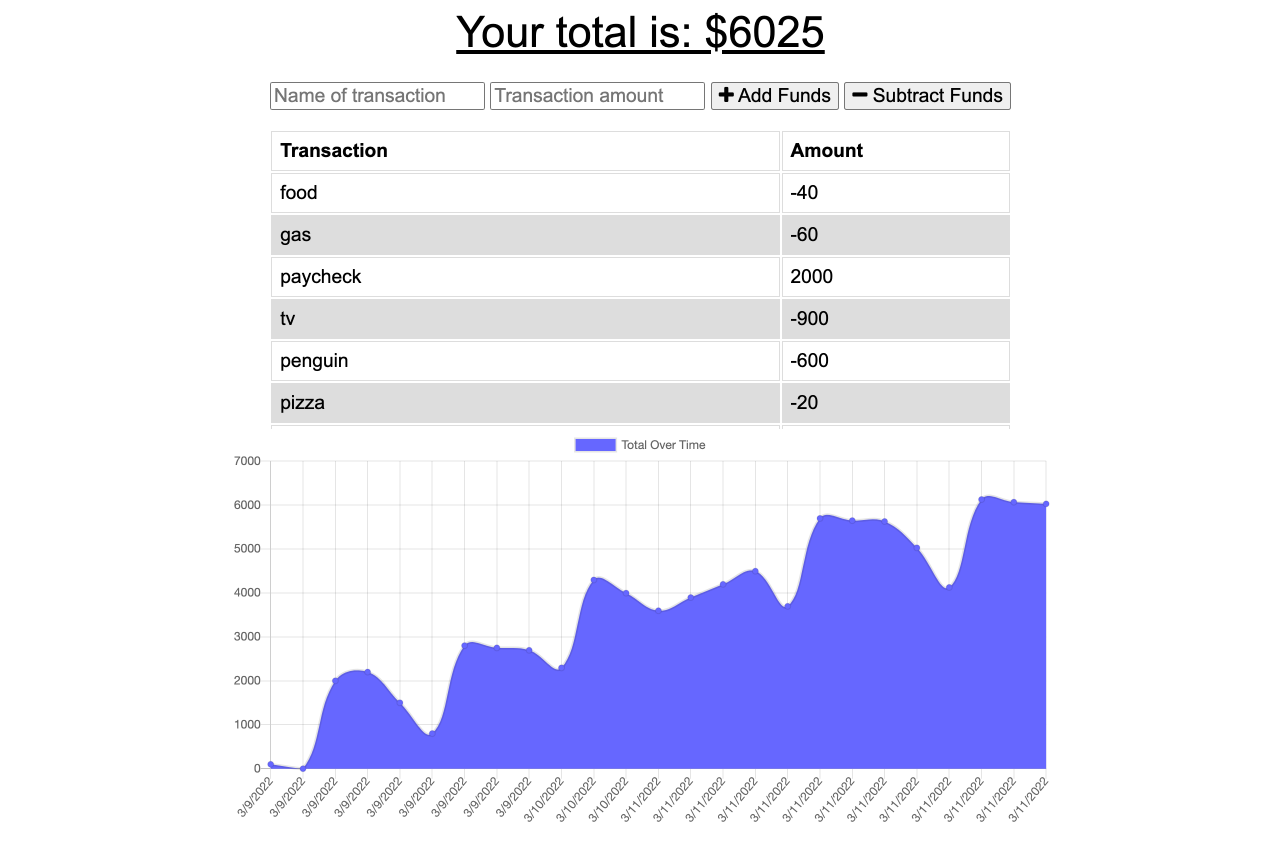 Your total is: $6025
Name of transaction Transaction amount Add Funds Subtract Funds
Transaction Amount
food -40
gas -60
paycheck 2000
tv -900
penguin -600
pizza -20
Total Over Time
7000
6000
5000
4000
3000
2000
1000
0
3/9/2022 3/9/2022 3/9/2022 3/9/2022 3/9/2022 3/9/2022 3/9/2022 3/9/2022 3/9/2022 3/10/2022 3/10/2022 3/10/2022 3/11/2022 3/11/2022 3/11/2022 3/11/2022 3/11/2022 3/11/2022 3/11/2022 3/11/2022 3/11/2022 3/11/2022 3/11/2022 3/11/2022 3/11/2022